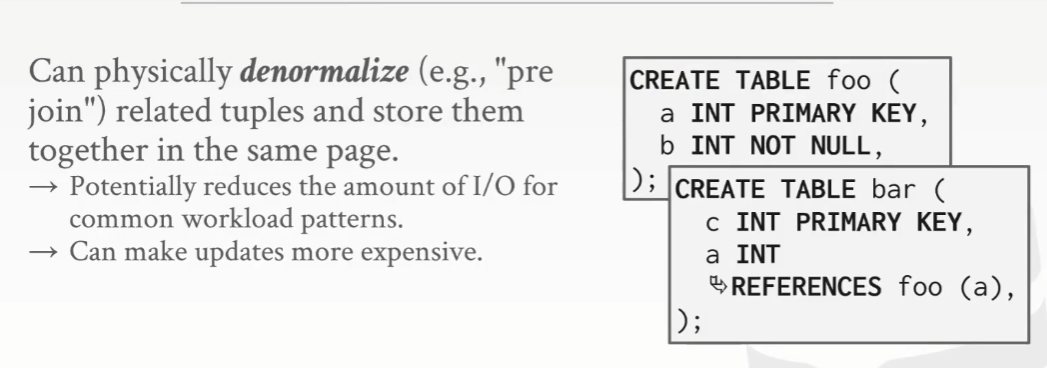 Can physically denormalize (e.g., "pre
join") related tuples and store them
together in the same page.
→ Potentially reduces the amount of I/O for
common workload patterns.
→ Can make updates more expensive.
CREATE TABLE foo (
a INT PRIMARY KEY,
b INT NOT NULL,
);
CREATE TABLE bar (
c INT PRIMARY KEY,
a INT
↳REFERENCES foo (a),
);